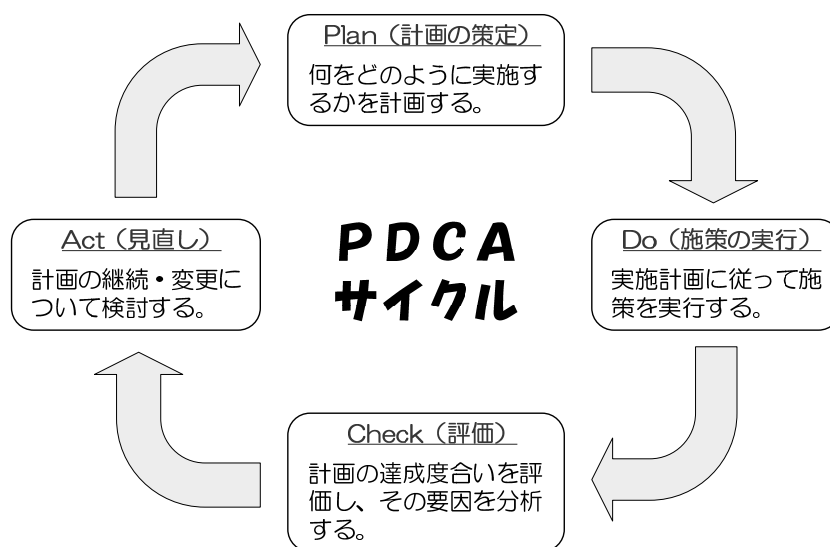 Plan（計画の策定）
何をどのように実施す
るかを計画する。
Act（見直し）
計画の継続・変更に
ついて検討する。
PDCA
サイクル
Do（施策の実行）
実施計画に従って施
策を実行する。
Check（評価）
計画の達成度合いを評
価し、その要因を分析
する。